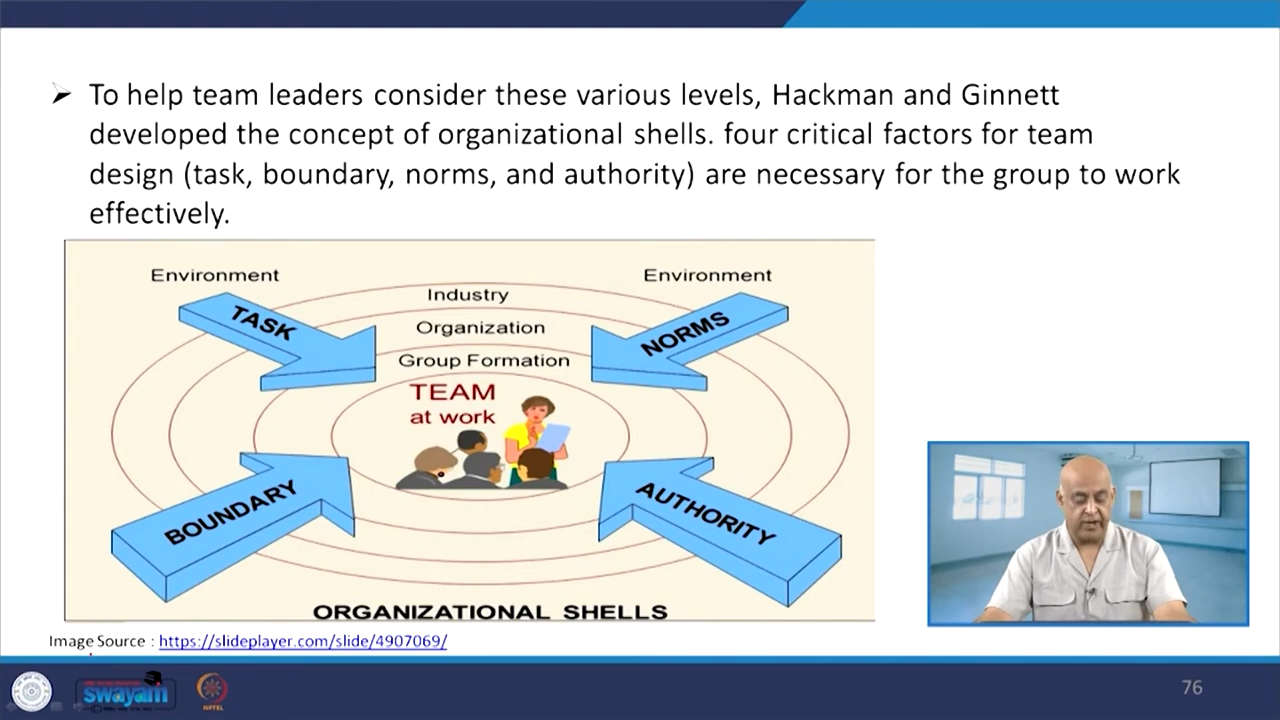 To help team leaders consider these various levels, Hackman and Ginnett
developed the concept of organizational shells. four critical factors for team
design (task, boundary, norms, and authority) are necessary for the group to work
effectively.
Environment
Environment
Industry
TASK
NORMS
Organization
Group Formation
TEAM
at work
BOUNDARY
AUTHORITY
ORGANIZATIONAL SHELLS
Image Source : https://slideplayer.com/slide/4907069/
swayam
NPTEL
76